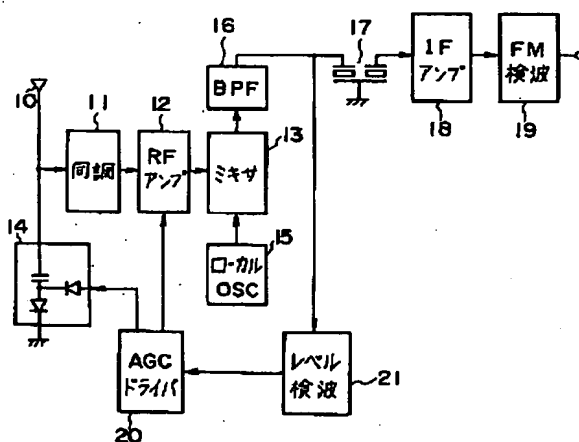 16
BPF
17
IF
アンプ
18
FM
検波
19
10
11
同調
12
RF
アンプ
13
ミキサ
14
15
ローカル
OSC
AGC
ドライバ
20
レベル
検波
21